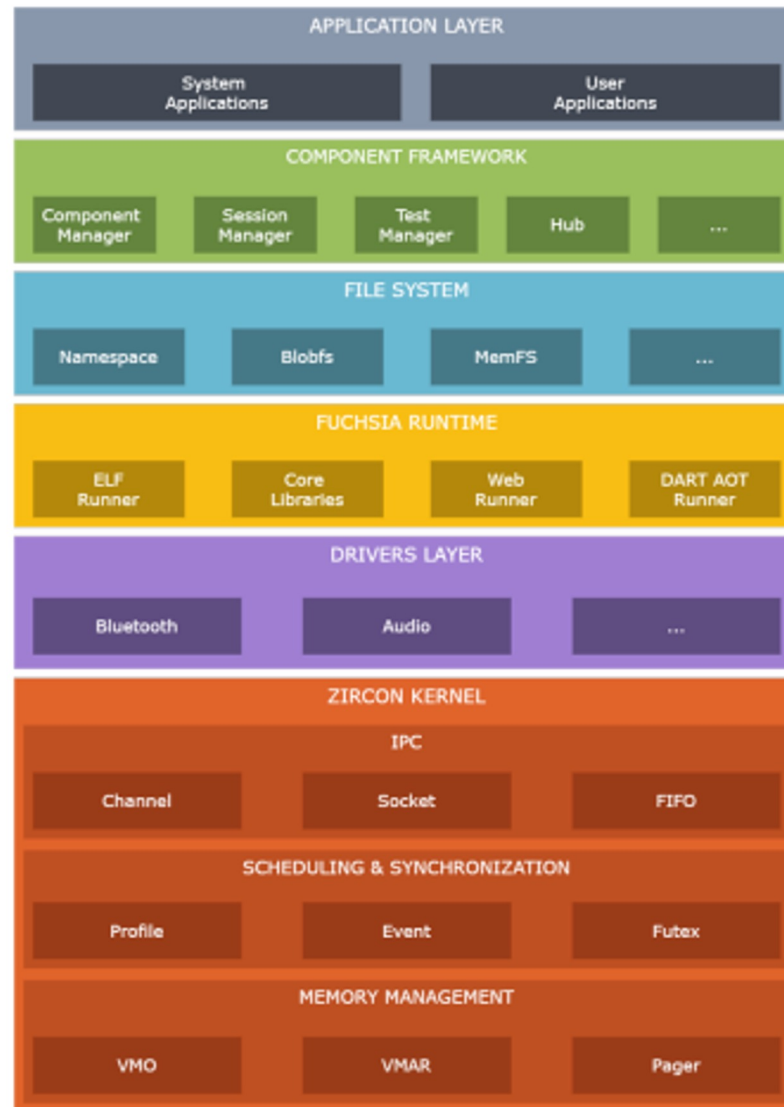 APPLICATION LAYER
System
Applications
User
Applications
COMPONENT FRAMEWORK
Component
Manager
Session
Manager
Test
Manager
Hub
...
FILE SYSTEM
Namespace
Blobfs
MemFS
...
FUCHSIA RUNTIME
ELF
Runner
Core
Libraries
Web
Runner
DART AOT
Runner
DRIVERS LAYER
Bluetooth
Audio
...
ZIRCON KERNEL
IPC
Channel
Socket
FIFO
SCHEDULING & SYNCHRONIZATION
Profile
Event
Futex
MEMORY MANAGEMENT
VMO
VMAR
Pager